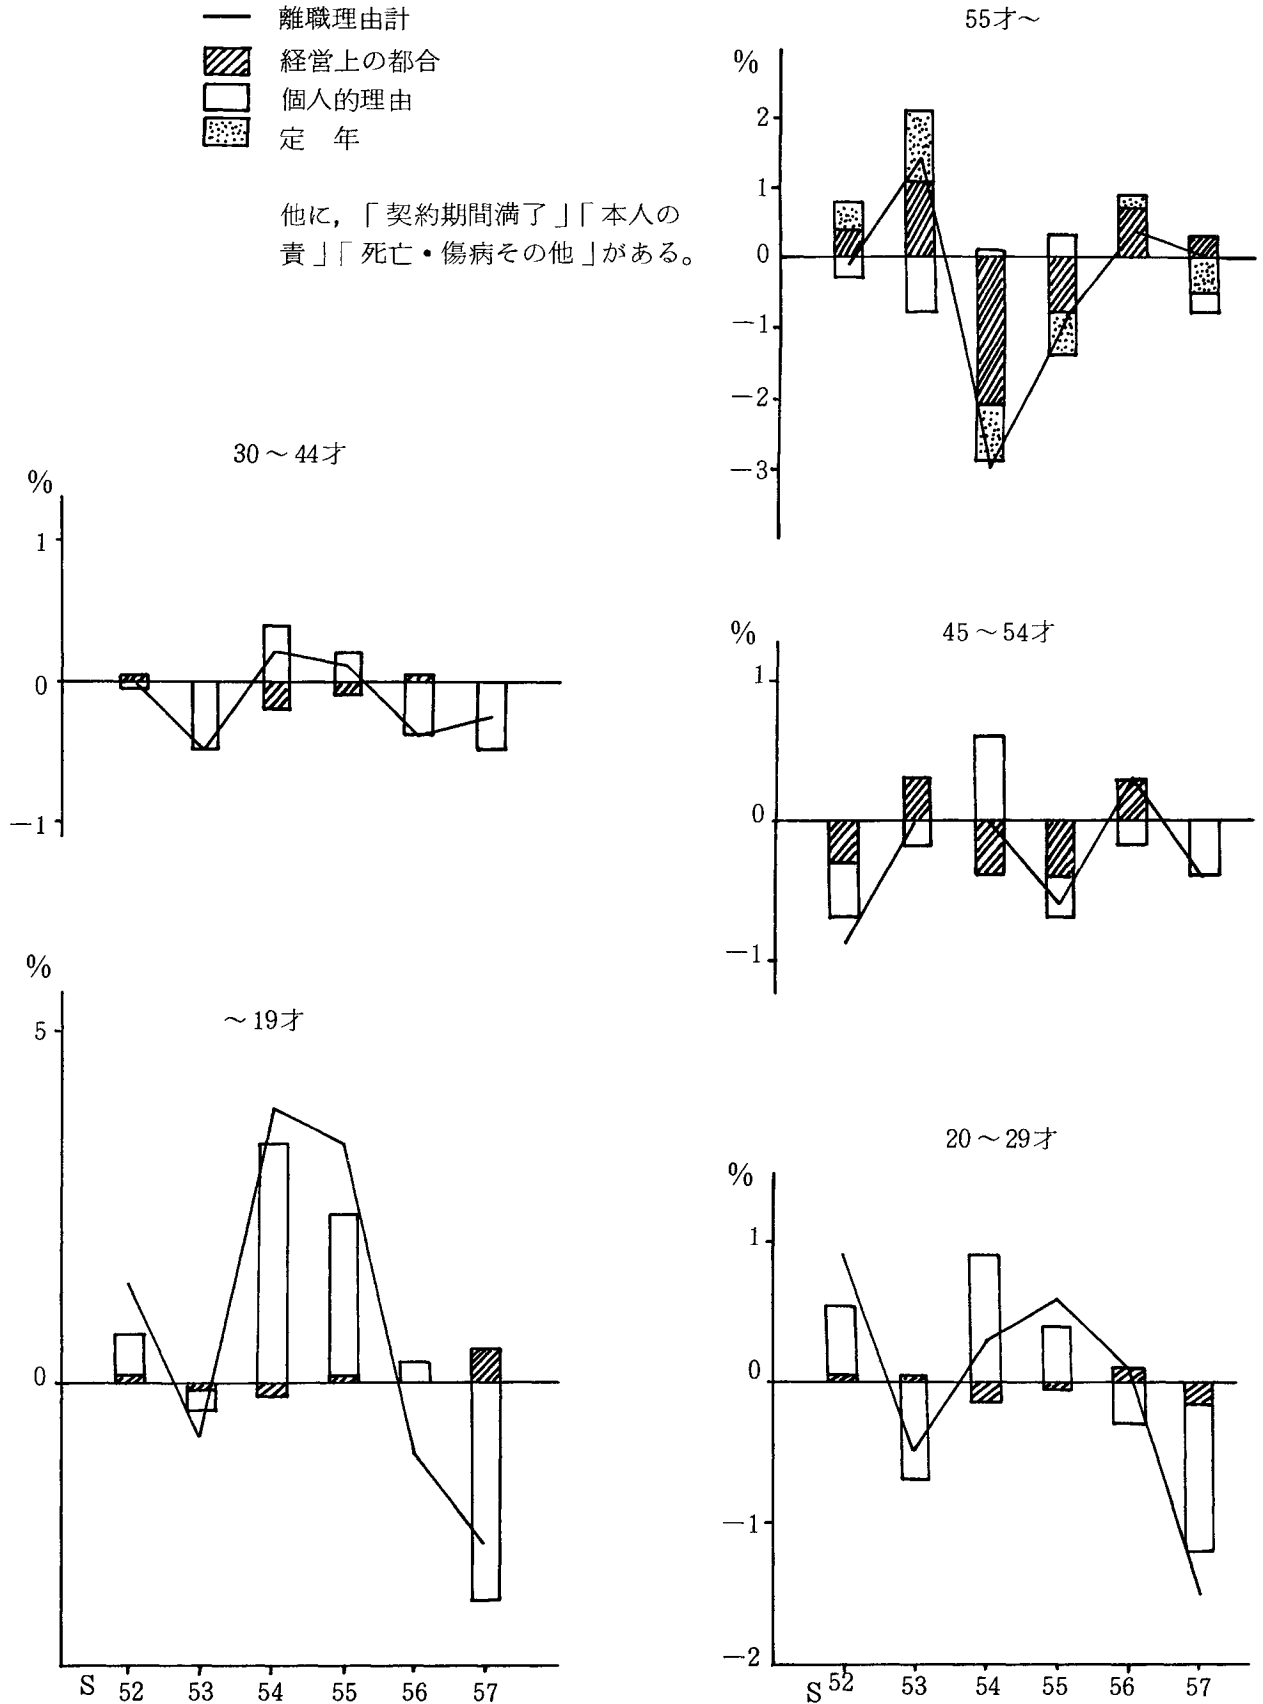 離職理由計
経営上の都合
個人的理由
定　年
他に，「契約期間満了」「本人の
責」「死亡・傷病その他」がある。
55才～
%
2
1
0
－1
－2
－3
30～44才
%
1
0
－1
45～54才
%
1
0
－1
～19才
%
5
0
S 52 53 54 55 56 57
20～29才
%
1
0
－1
－2
S 52 53 54 55 56 57